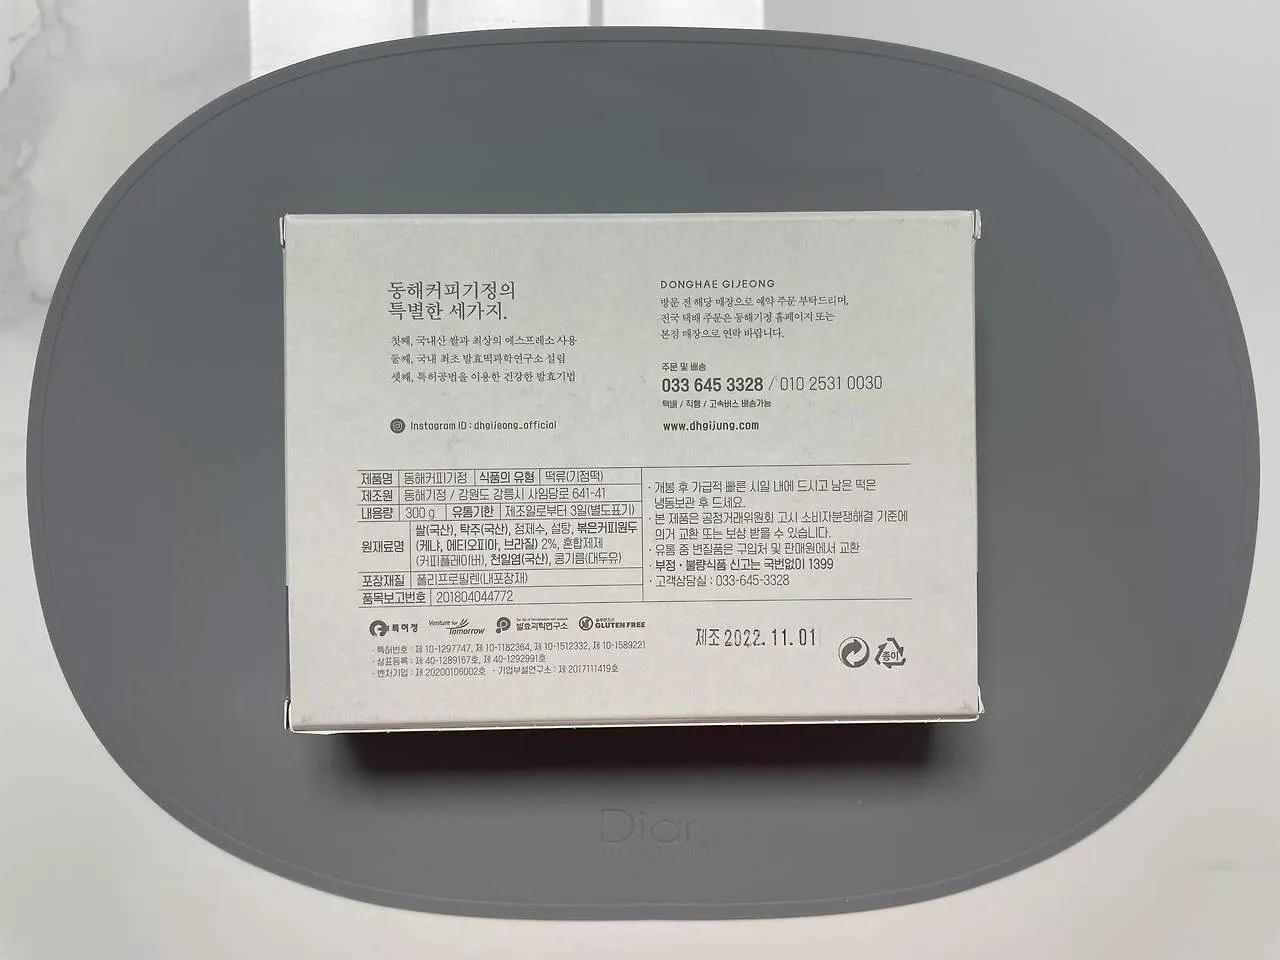 동해커피기정의
특별한 세가지.
첫째, 국내산 쌀과 최상의 에스프레소 사용
둘째, 국내 최초 발효떡과학연구소 설립
셋째, 특허공법을 이용한 건강한 발효기법
Instagram ID : dhgijeong_official
DONGHAE GIJEONG
방문 전 해당 매장으로 예약 주문 부탁드리며,
전국 택배 주문은 동해기정 홈페이지 또는
본점 매장으로 연락 바랍니다.
주문 및 배송
033 645 3328 / 010 2531 0030
택배 / 직행 / 고속버스 배송가능
www.dhgijung.com
제품명 동해커피기정 식품의 유형 떡류(기정떡)
제조원 동해기정 / 강원도 강릉시 사임당로 641-41
내용량 300 g 유통기한 제조일로부터 3일(별도표기)
원재료명 쌀(국산), 탁주(국산), 정제수, 설탕, 볶은커피원두
(케냐, 에티오피아, 브라질) 2%, 혼합제제
(커피플레이버), 천일염(국산), 콩기름(대두유)
포장재질 폴리프로필렌(내포장재)
품목보고번호 201804044772
· 개봉 후 가급적 빠른 시일 내에 드시고 남은 떡은
냉동보관 후 드세요.
· 본 제품은 공정거래위원회 고시 소비자분쟁해결 기준에
의거 교환 또는 보상 받을 수 있습니다.
· 유통 중 변질품은 구입처 및 판매원에서 교환
· 부정 · 불량식품 신고는 국번없이 1399
· 고객상담실 : 033-645-3328
특허청
Venture for
Tomorrow
발효과떡연구소
GLUTEN FREE
· 특허번호 : 제 10-1297747, 제 10-1182364, 제 10-1512332, 제 10-1589221
· 상표등록 : 제 40-1289167호, 제 40-1292991호
· 벤처기업 : 제 20200106002호 · 기업부설연구소 : 제 2017111419호
제조 2022.11.01
종이
Diar